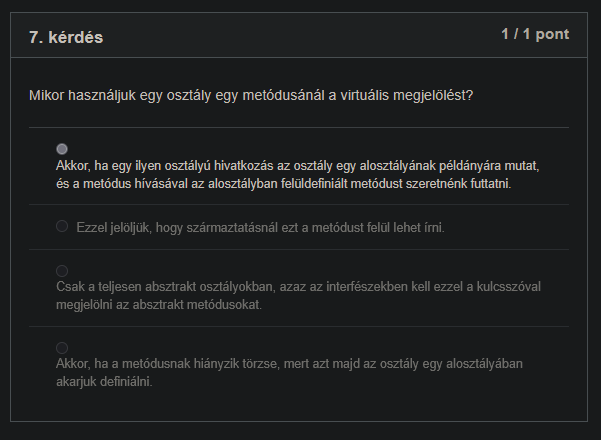 7. kérdés
1 / 1 pont
Mikor használjuk egy osztály egy metódusánál a virtuális megjelölést?
Akkor, ha egy ilyen osztályú hivatkozás az osztály egy alosztályának példányára mutat,
és a metódus hívásával az alosztályban felüldefiniált metódust szeretnénk futtatni.
Ezzel jelöljük, hogy származtatásnál ezt a metódust felül lehet írni.
Csak a teljesen absztrakt osztályokban, azaz az interfészekben kell ezzel a kulcsszóval
megjelölni az absztrakt metódusokat.
Akkor, ha a metódusnak hiányzik törzse, mert azt majd az osztály egy alosztályában
akarjuk definiálni.